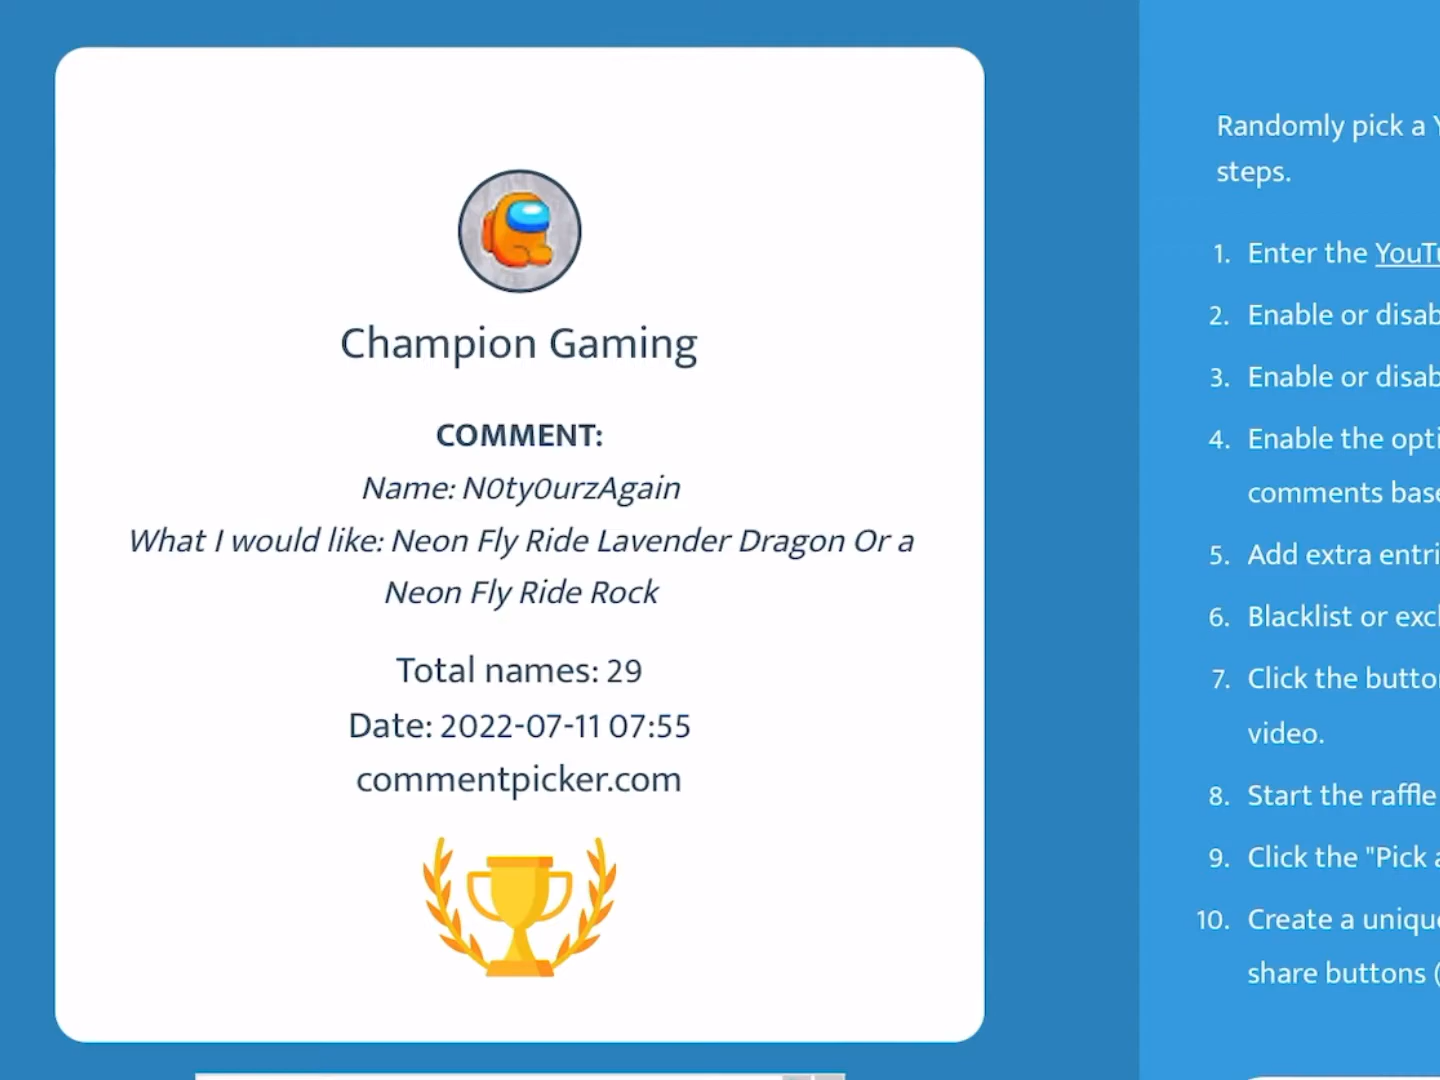 Champion Gaming
COMMENT:
Name: N0ty0urzAgain
What I would like: Neon Fly Ride Lavender Dragon Or a
Neon Fly Ride Rock
Total names: 29
Date: 2022-07-11 07:55
commentpicker.com
Randomly pick a
steps.
1. Enter the
2. Enable or
3. Enable or
4. Enable the
comments
5. Add extra
6. Blacklist or
7. Click the
video.
8. Start the raffle
9. Click the "Pick
10. Create a
share buttons (